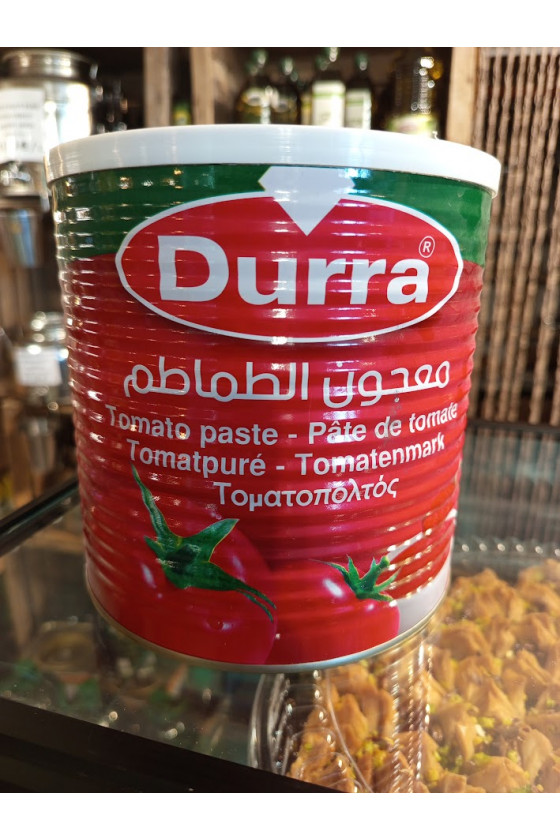 Durra®
معجون الطماطم
Tomato paste - Pâte de tomate
Tomatpuré - Tomatenmark
Τοματοπολτός